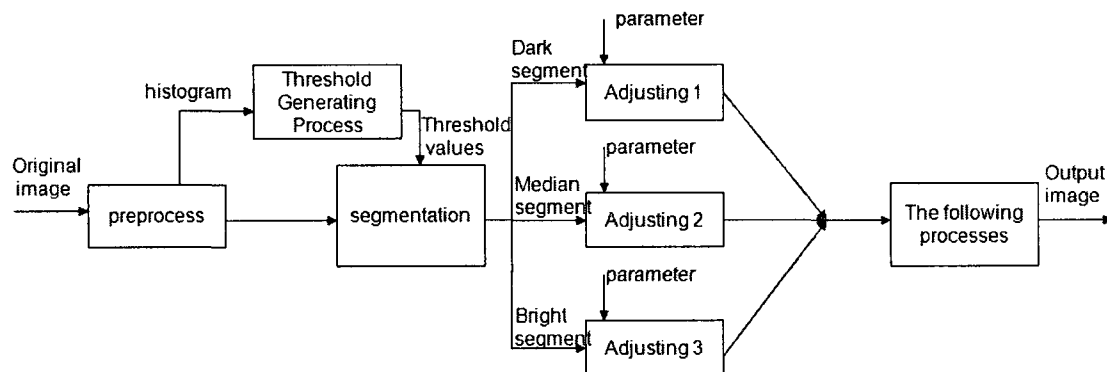 Original
image
preprocess
histogram
Threshold
Generating
Process
Threshold
values
segmentation
Dark
segment
parameter
Adjusting 1
Median
segment
parameter
Adjusting 2
Bright
segment
parameter
Adjusting 3
The following
processes
Output
image